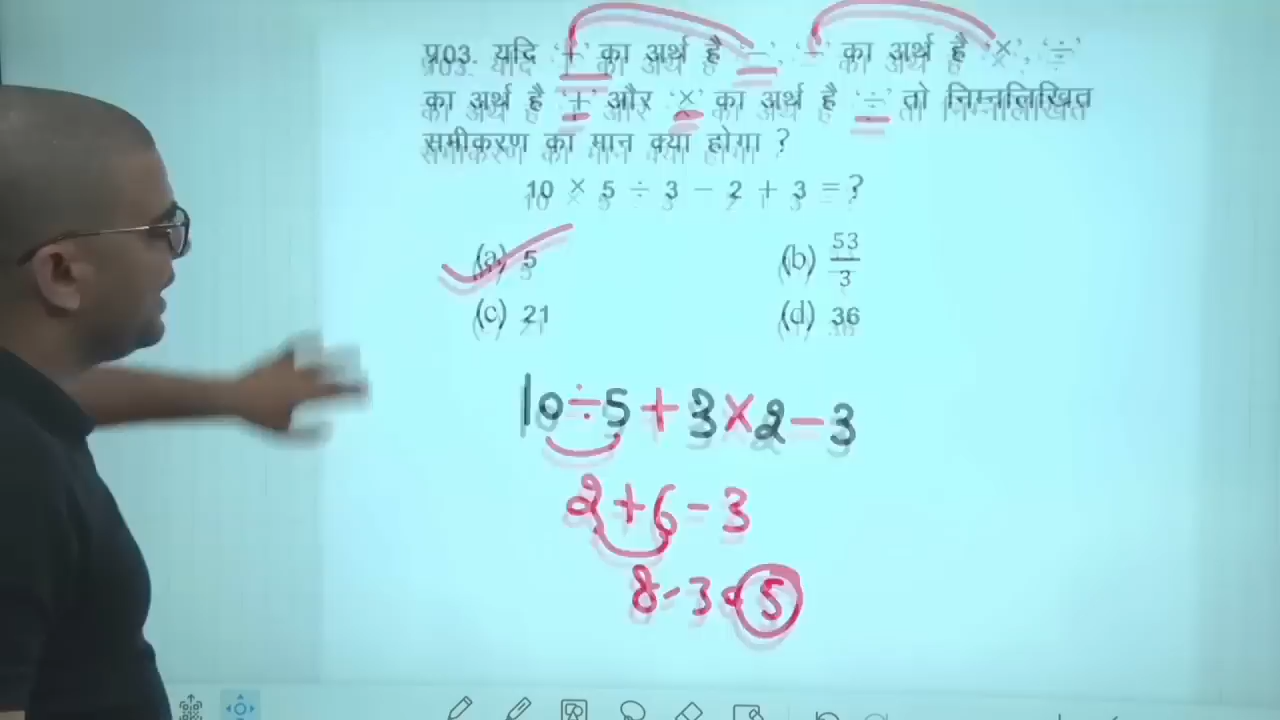 प्र03. यदि '+' का अर्थ है '−', '−' का अर्थ है '×', '÷'
का अर्थ है '+' और '×' का अर्थ है '÷' तो निम्नलिखित
समीकरण का मान क्या होगा ?
10 × 5 ÷ 3 − 2 + 3 = ?
(a) 5 (b) 53/3
(c) 21 (d) 36
10÷5+3×2−3
2+6-3
8-3=5